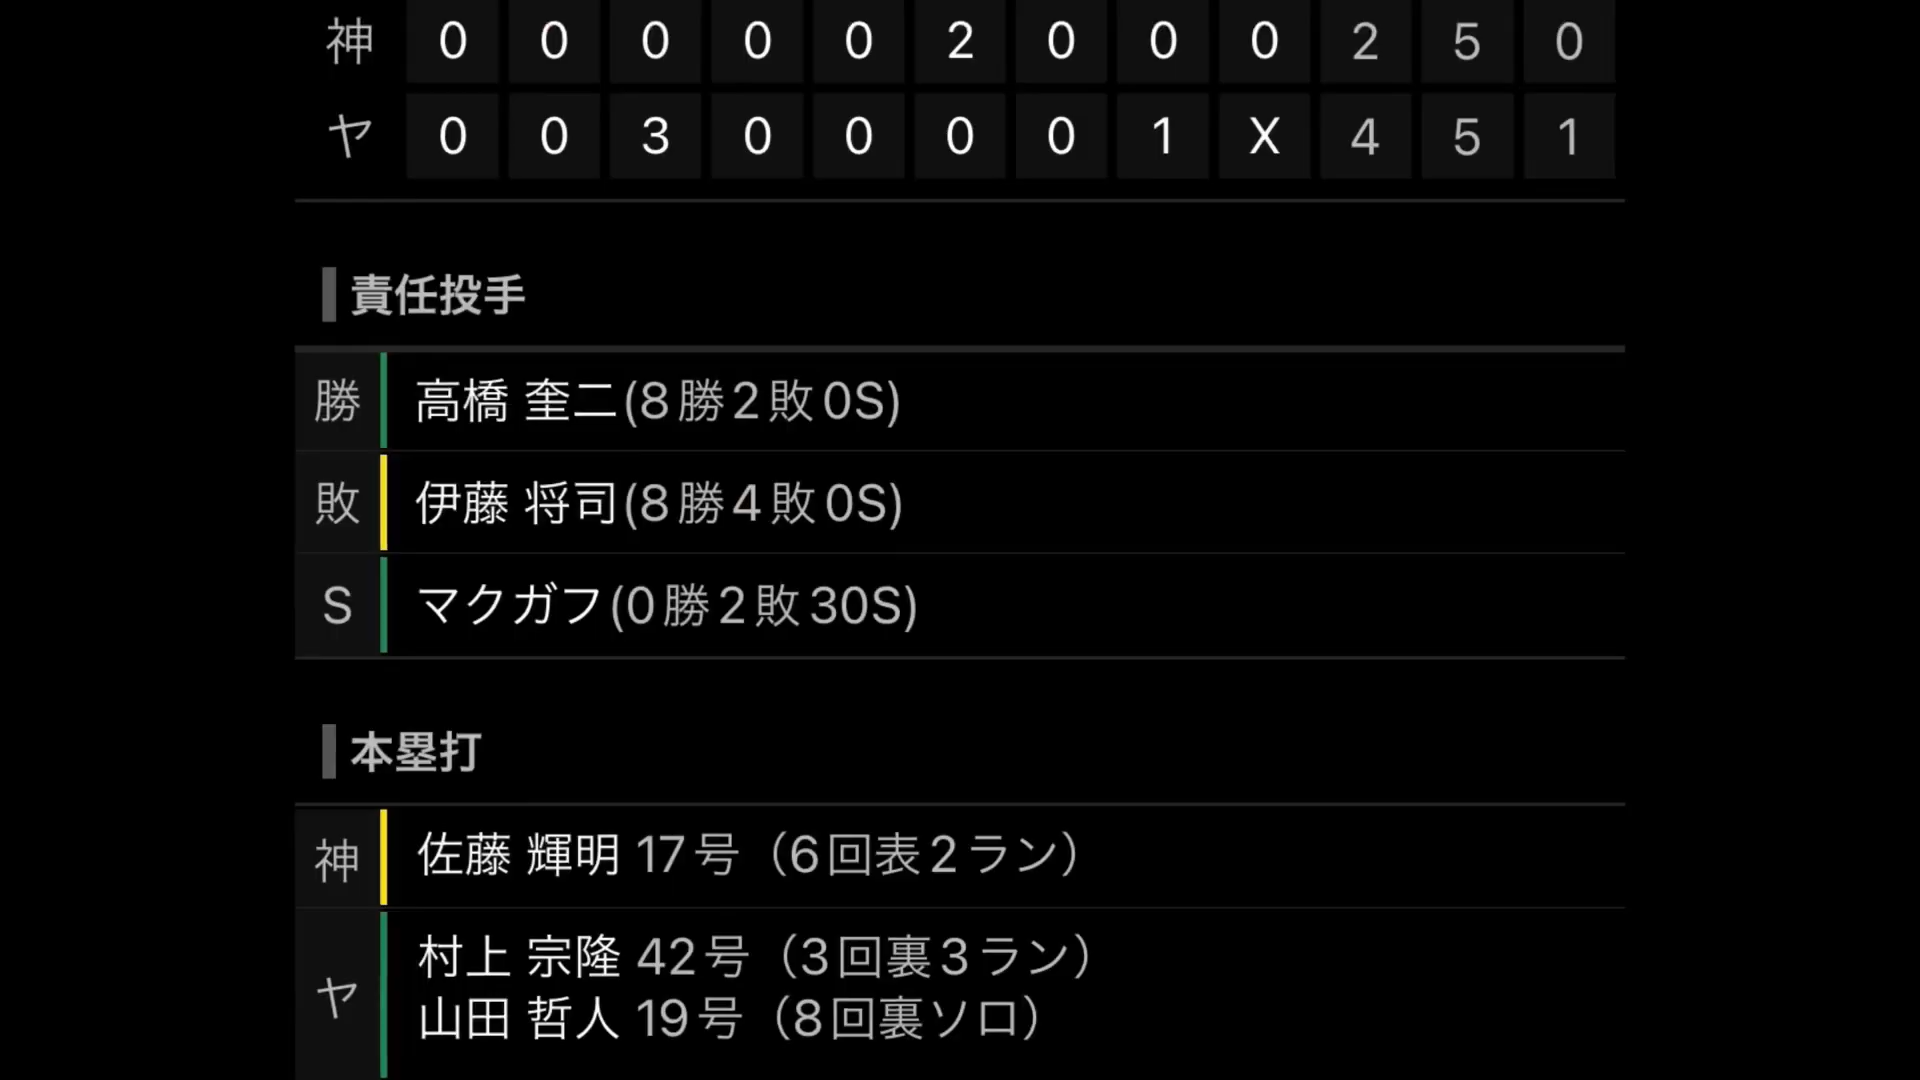 神 0 0 0 0 0 2 0 0 0 2 5 0
ヤ 0 0 3 0 0 0 0 1 X 4 5 1
責任投手
勝 高橋 奎二(8勝2敗0S)
敗 伊藤 将司(8勝4敗0S)
S マクガフ(0勝2敗30S)
本塁打
神 佐藤 輝明 17号（6回表2ラン）
ヤ 村上 宗隆 42号（3回裏3ラン）
山田 哲人 19号（8回裏ソロ）